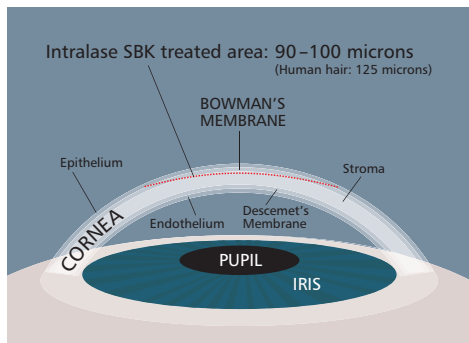 Intralase SBK treated area: 90–100 microns
(Human hair: 125 microns)
BOWMAN'S
MEMBRANE
Epithelium
Stroma
CORNEA
Endothelium
Descemet's
Membrane
PUPIL
IRIS